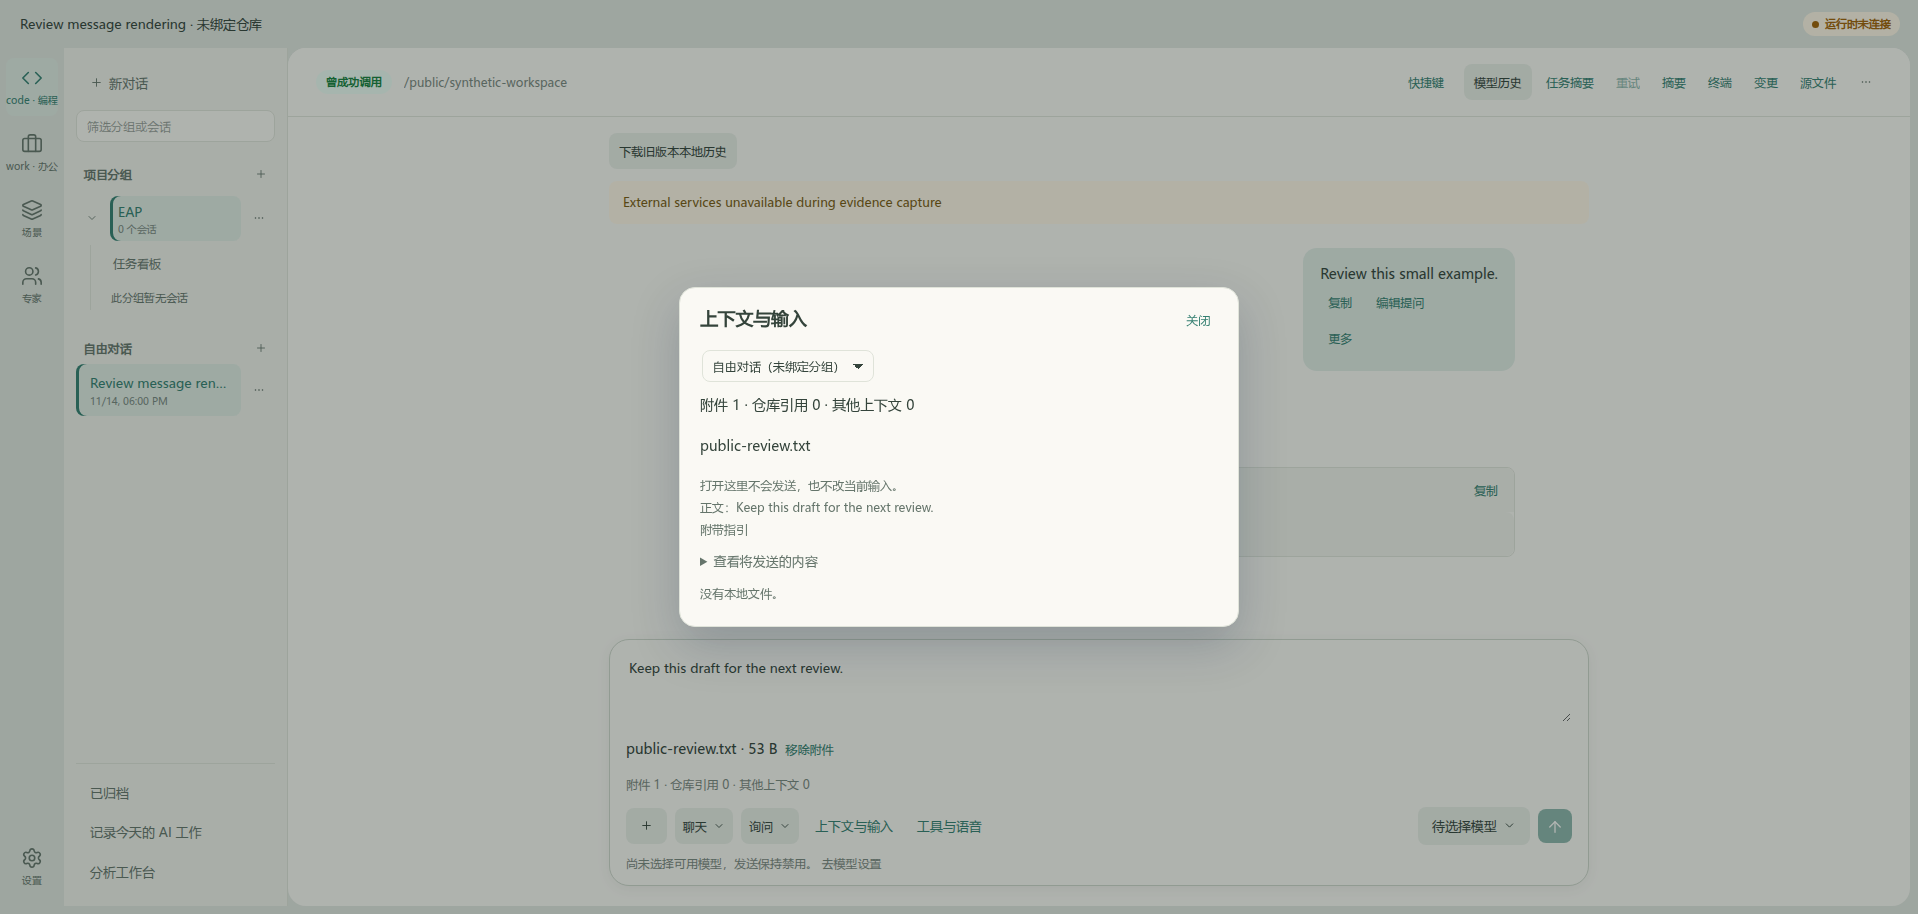 Review message rendering · 未绑定仓库
运行时未连接
code · 编程
work · 办公
场景
专家
设置
+ 新对话
筛选分组或会话
项目分组 +
EAP ...
0 个会话
任务看板
此分组暂无会话
自由对话 +
Review message ren... ...
11/14, 06:00 PM
已归档
记录今天的 AI 工作
分析工作台
曾成功调用 /public/synthetic-workspace
快捷键 模型历史 任务摘要 重试 摘要 终端 变更 源文件 ...
下载旧版本本地历史
External services unavailable during evidence capture
Review this small example.
复制 编辑提问
更多
复制
上下文与输入 关闭
自由对话（未绑定分组）
附件 1 · 仓库引用 0 · 其他上下文 0
public-review.txt
打开这里不会发送，也不改当前输入。
正文：Keep this draft for the next review.
附带指引
查看将发送的内容
没有本地文件。
Keep this draft for the next review.
public-review.txt · 53 B 移除附件
附件 1 · 仓库引用 0 · 其他上下文 0
+ 聊天 询问 上下文与输入 工具与语音 待选择模型
尚未选择可用模型，发送保持禁用。 去模型设置